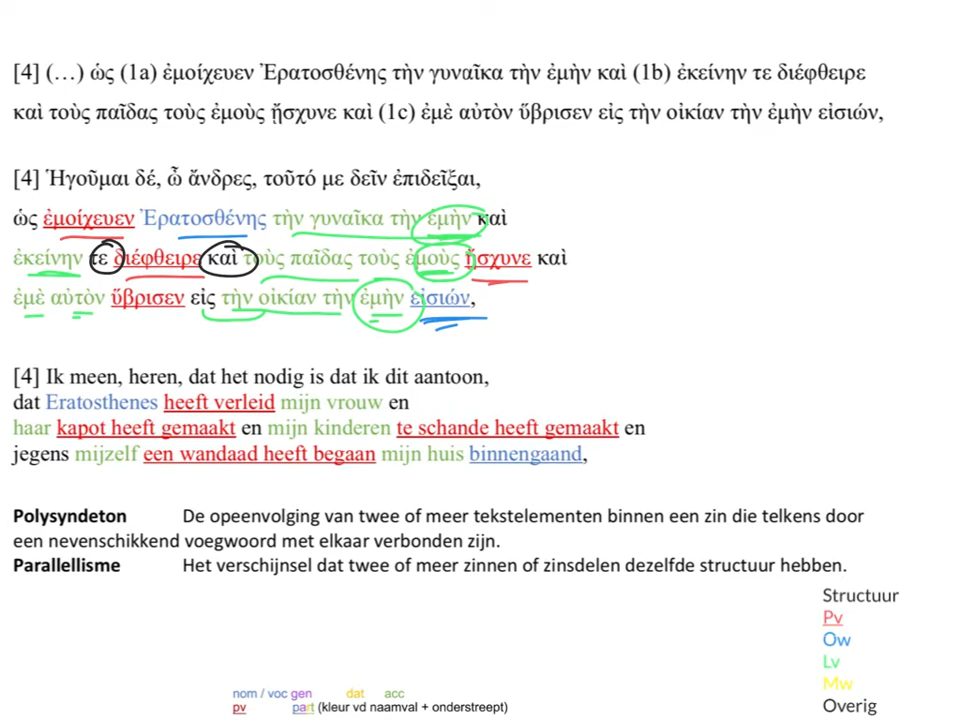 [4] (…) ὡς (1a) ἐμοίχευεν Ἐρατοσθένης τὴν γυναῖκα τὴν ἐμὴν καὶ (1b) ἐκείνην τε διέφθειρε
καὶ τοὺς παῖδας τοὺς ἐμοὺς ᾔσχυνε καὶ (1c) ἐμὲ αὐτὸν ὕβρισεν εἰς τὴν οἰκίαν τὴν ἐμὴν εἰσιών,
[4] Ἡγοῦμαι δέ, ὦ ἄνδρες, τοῦτό με δεῖν ἐπιδεῖξαι,
ὡς ἐμοίχευεν Ἐρατοσθένης τὴν γυναῖκα τὴν ἐμὴν καὶ
ἐκείνην τε διέφθειρε καὶ τοὺς παῖδας τοὺς ἐμοὺς ᾔσχυνε καὶ
ἐμὲ αὐτὸν ὕβρισεν εἰς τὴν οἰκίαν τὴν ἐμὴν εἰσιών,
[4] Ik meen, heren, dat het nodig is dat ik dit aantoon,
dat Eratosthenes heeft verleid mijn vrouw en
haar kapot heeft gemaakt en mijn kinderen te schande heeft gemaakt en
jegens mijzelf een wandaad heeft begaan mijn huis binnengaand,
Polysyndeton De opeenvolging van twee of meer tekstelementen binnen een zin die telkens door
een nevenschikkend voegwoord met elkaar verbonden zijn.
Parallellisme Het verschijnsel dat twee of meer zinnen of zinsdelen dezelfde structuur hebben.
Structuur
Pv
Ow
Lv
Mw
Overig
nom / voc gen dat acc
pv part (kleur vd naamval + onderstreept)